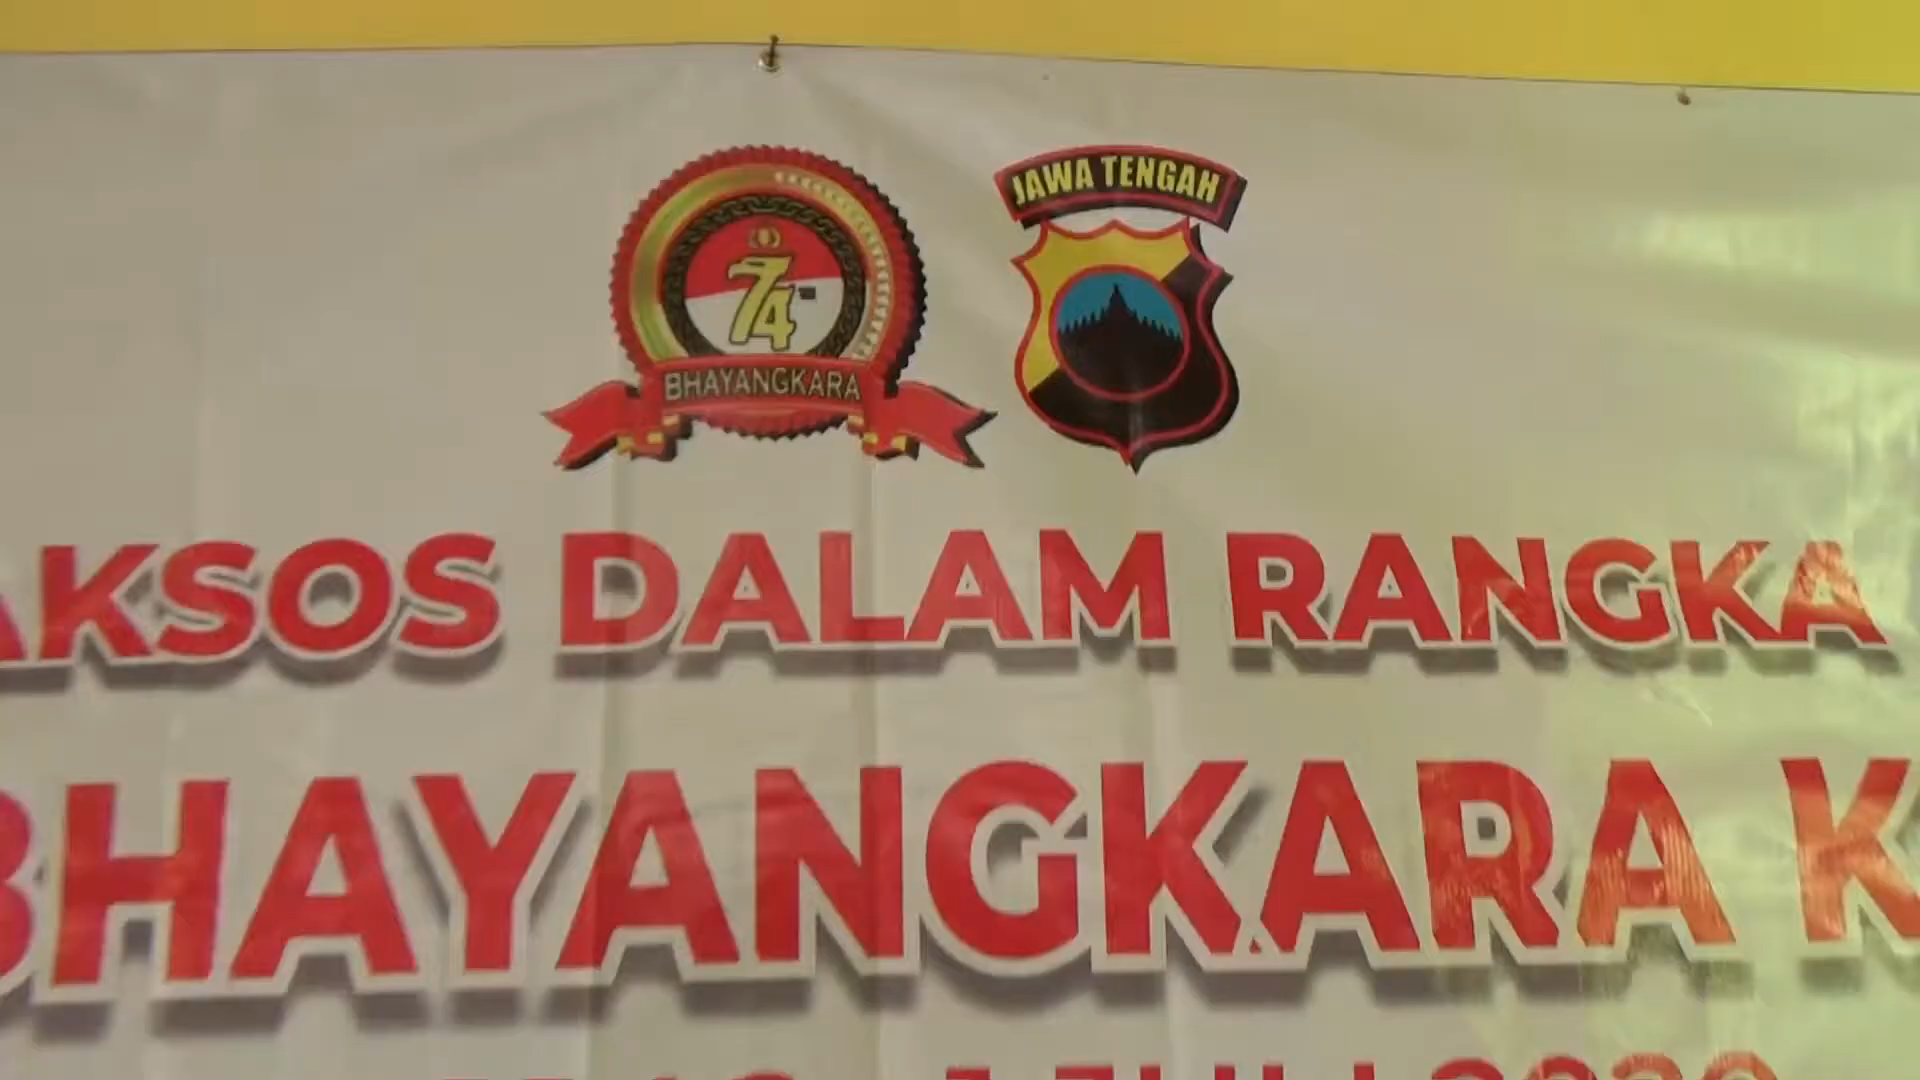 JAWA TENGAH
74
BHAYANGKARA
AKSOS DALAM RANGKA
BHAYANGKARA K